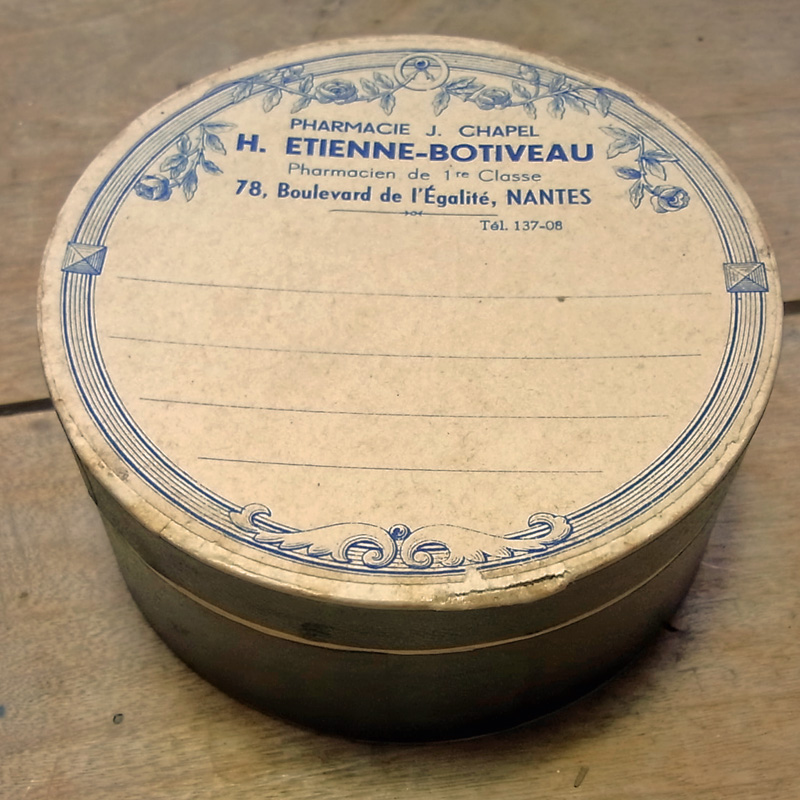 PHARMACIE J. CHAPEL
H. ETIENNE-BOTIVEAU
Pharmacien de 1re Classe
78, Boulevard de l'Égalité, NANTES
Tél. 137-08